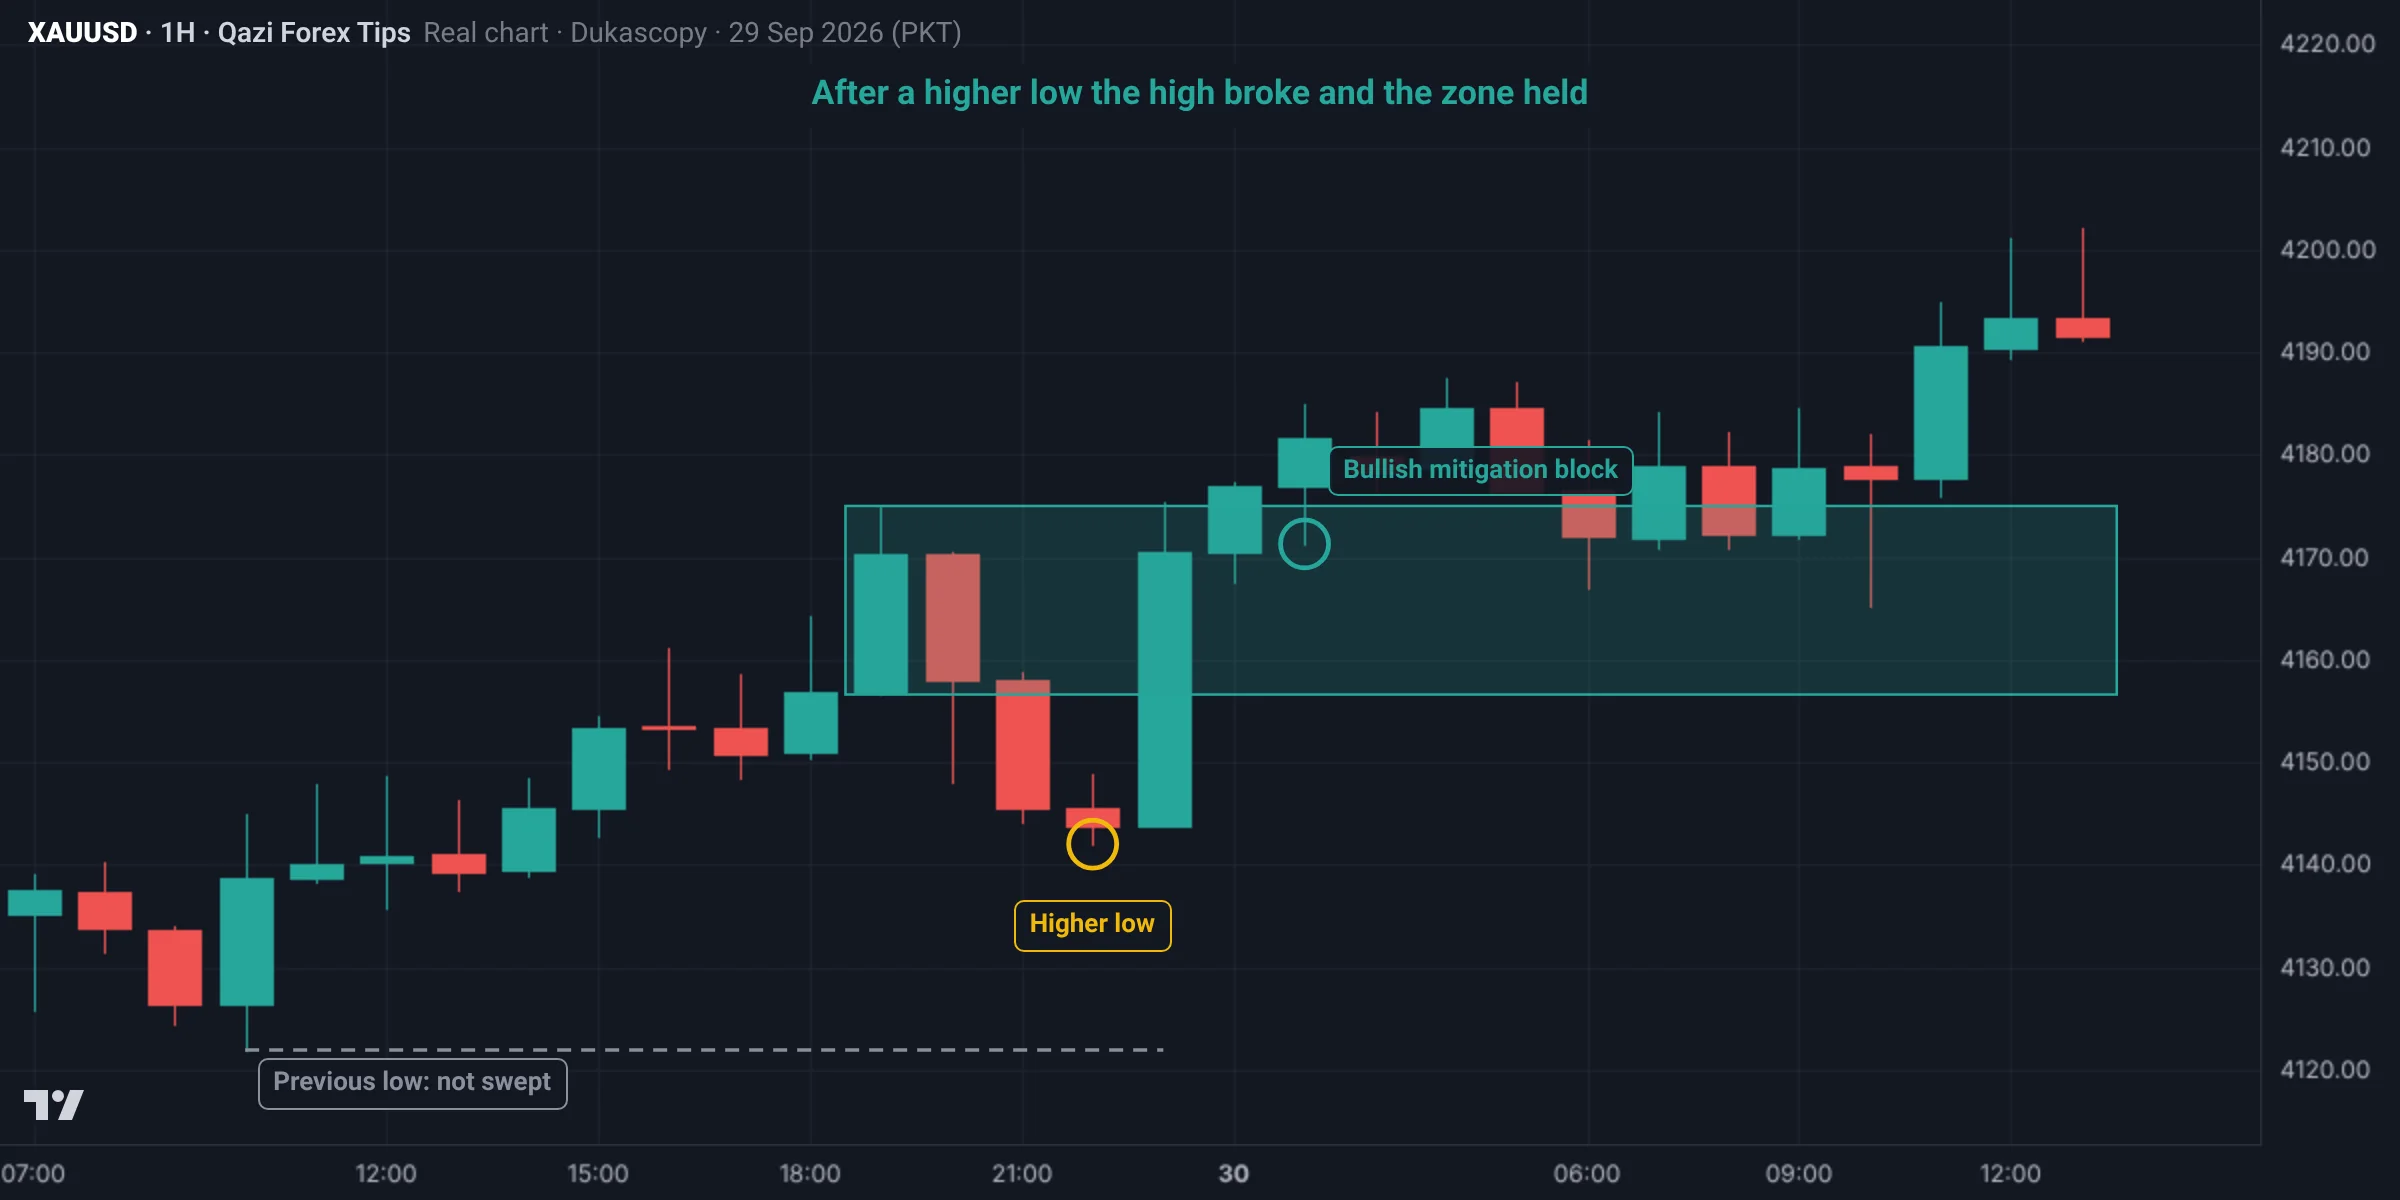 XAUUSD · 1H · Qazi Forex Tips Real chart · Dukascopy · 29 Sep 2026 (PKT)
After a higher low the high broke and the zone held
4220.00
4210.00
4200.00
4190.00
4180.00
Bullish mitigation block
4170.00
4160.00
4150.00
4140.00
Higher low
4130.00
4120.00
Previous low: not swept
07:00 12:00 15:00 18:00 21:00 30 06:00 09:00 12:00